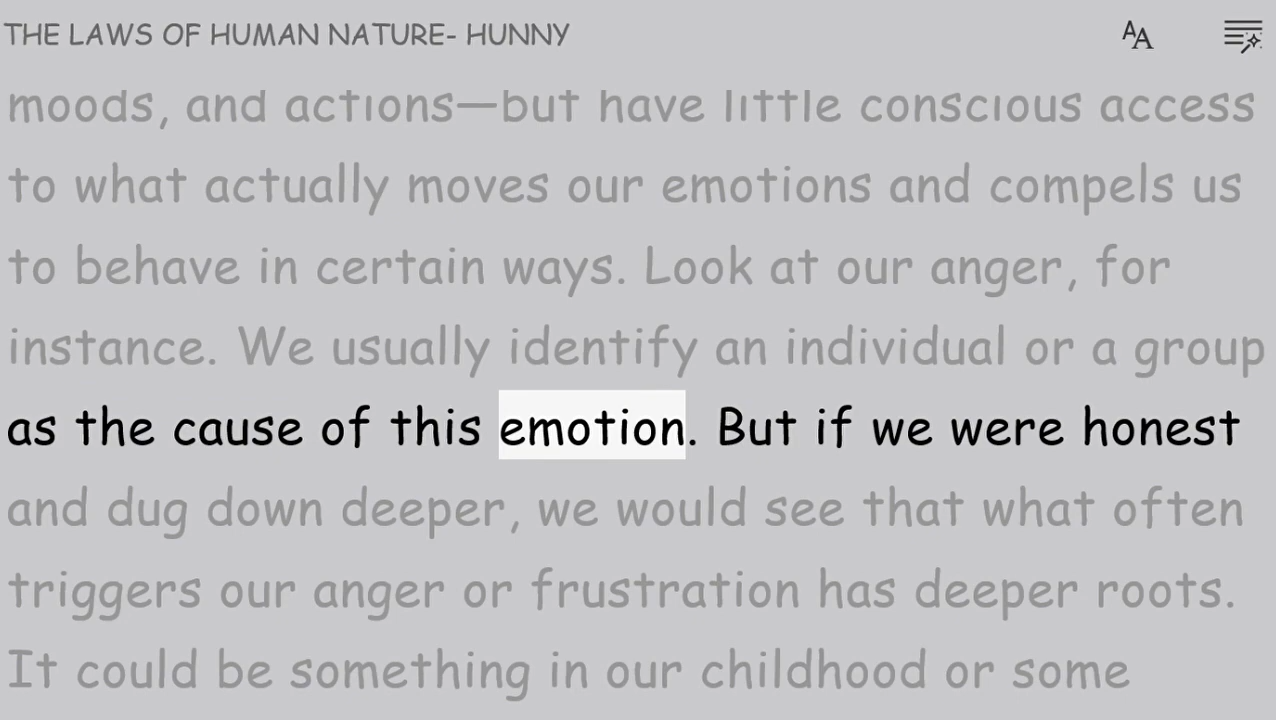 THE LAWS OF HUMAN NATURE- HUNNY
AA
moods, and actions—but have little conscious access
to what actually moves our emotions and compels us
to behave in certain ways. Look at our anger, for
instance. We usually identify an individual or a group
as the cause of this emotion. But if we were honest
and dug down deeper, we would see that what often
triggers our anger or frustration has deeper roots.
It could be something in our childhood or some